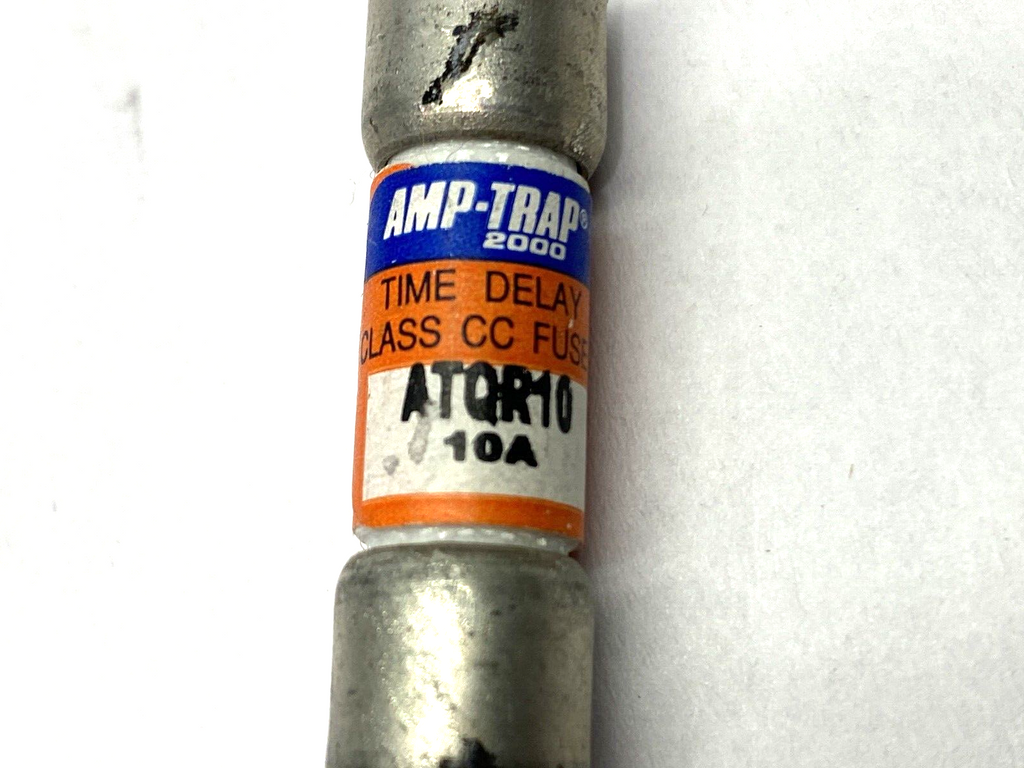 AMP-TRAP®
2000
TIME DELAY
CLASS CC FUSE
ATQR10
10A